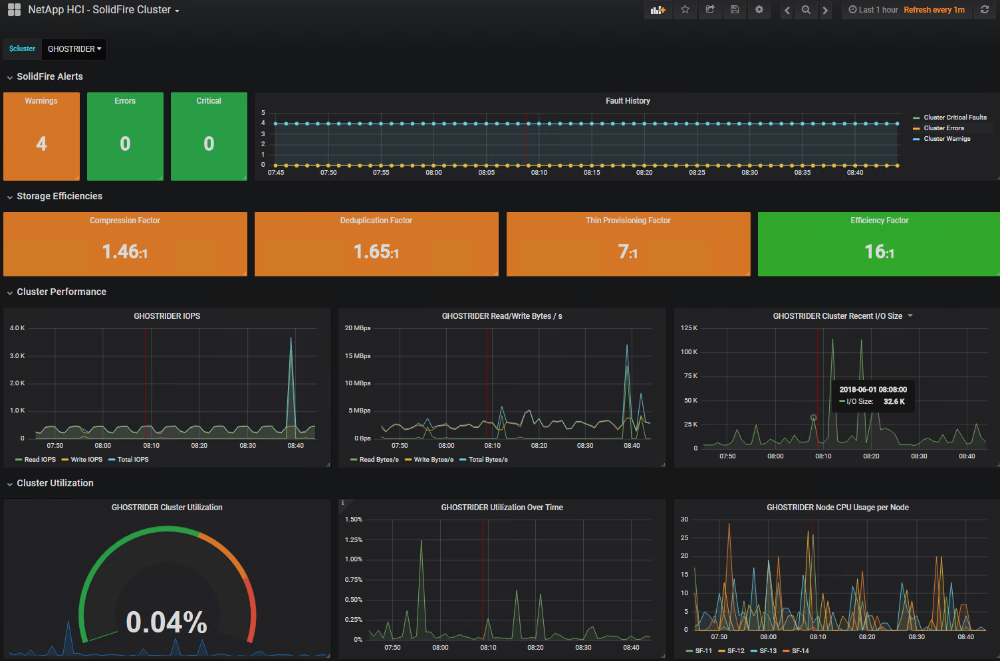 NetApp HCI - SolidFire Cluster
Last 1 hour Refresh every 1m
$cluster GHOSTRIDER
SolidFire Alerts
Warnings
4
Errors
0
Critical
0
Fault History
5
4
3
2
1
0
07:45 07:50 07:55 08:00 08:05 08:10 08:15 08:20 08:25 08:30 08:35 08:40
Cluster Critical Faults
Cluster Errors
Cluster Warnigs
Storage Efficiencies
Compression Factor
1.46:1
Deduplication Factor
1.65:1
Thin Provisioning Factor
7:1
Efficiency Factor
16:1
Cluster Performance
GHOSTRIDER IOPS
4.0 K
3.0 K
2.0 K
1.0 K
0
07:50 08:00 08:10 08:20 08:30 08:40
Read IOPS Write IOPS Total IOPS
GHOSTRIDER Read/Write Bytes / s
20 MBps
15 MBps
10 MBps
5 MBps
0 Bps
07:50 08:00 08:10 08:20 08:30 08:40
Read Bytes/s Write Bytes/s Total Bytes/s
GHOSTRIDER Cluster Recent I/O Size
125 K
100 K
75 K
50 K
25 K
0
2018-06-01 08:08:00
I/O Size: 32.6 K
07:50 08:00 08:10 08:20 08:30 08:40
Cluster Utilization
GHOSTRIDER Cluster Utilization
0.04%
i
GHOSTRIDER Utilization Over Time
1.50%
1.25%
1.00%
0.75%
0.50%
0.25%
0%
07:50 08:00 08:10 08:20 08:30 08:40
GHOSTRIDER Node CPU Usage per Node
30
25
20
15
10
5
0
07:50 08:00 08:10 08:20 08:30 08:40
SF-11 SF-12 SF-13 SF-14